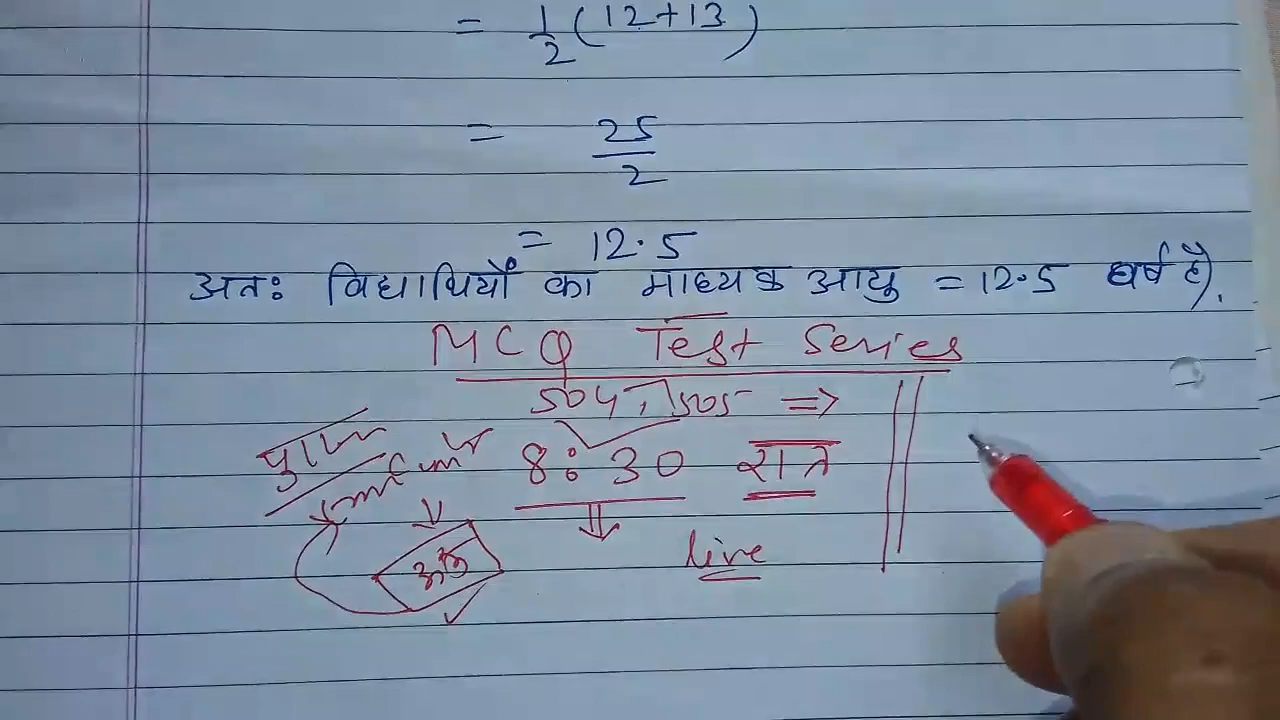 = 1/2 (12+13)
= 25/2
= 12.5
अतः विद्यार्थियों का माध्यक आयु = 12.5 वर्ष है।
MCQ Test Series
504, 505 =>
8:30 रात्रि
live